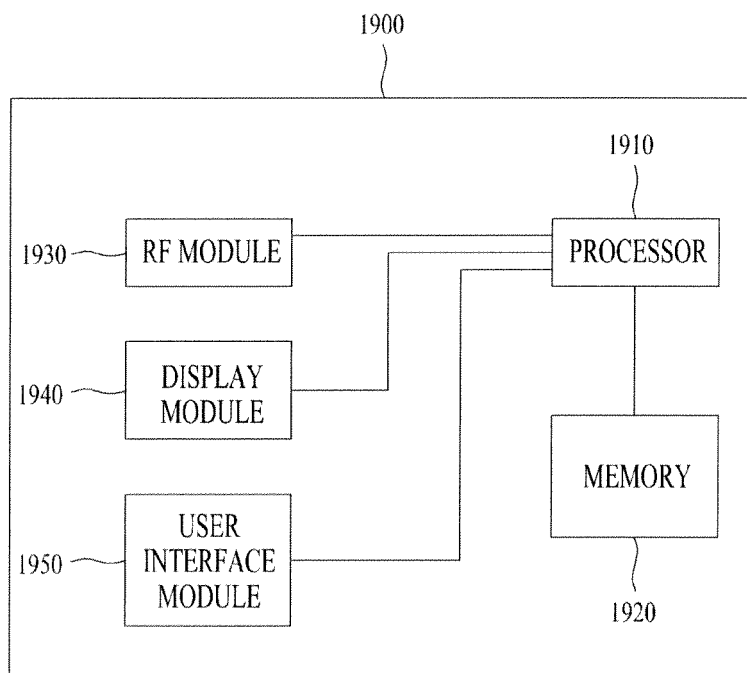 1900
1910
1930
RF MODULE
PROCESSOR
1940
DISPLAY
MODULE
MEMORY
1950
USER
INTERFACE
MODULE
1920